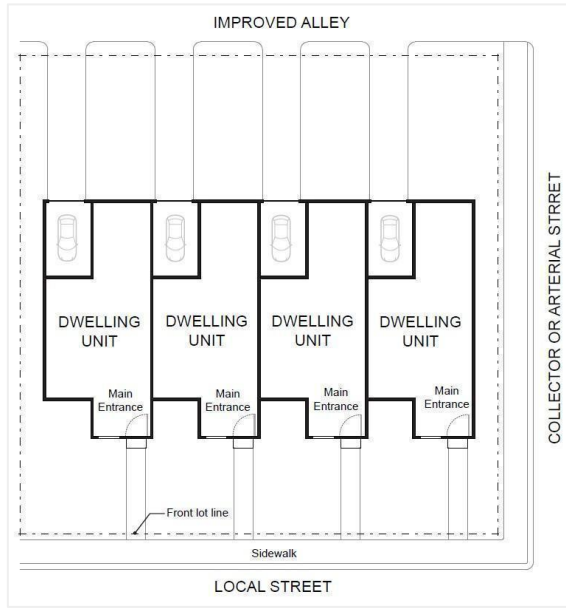 IMPROVED ALLEY
COLLECTOR OR ARTERIAL STRRET
DWELLING
UNIT
DWELLING
UNIT
DWELLING
UNIT
DWELLING
UNIT
Main
Entrance
Main
Entrance
Main
Entrance
Main
Entrance
Front lot line
Sidewalk
LOCAL STREET